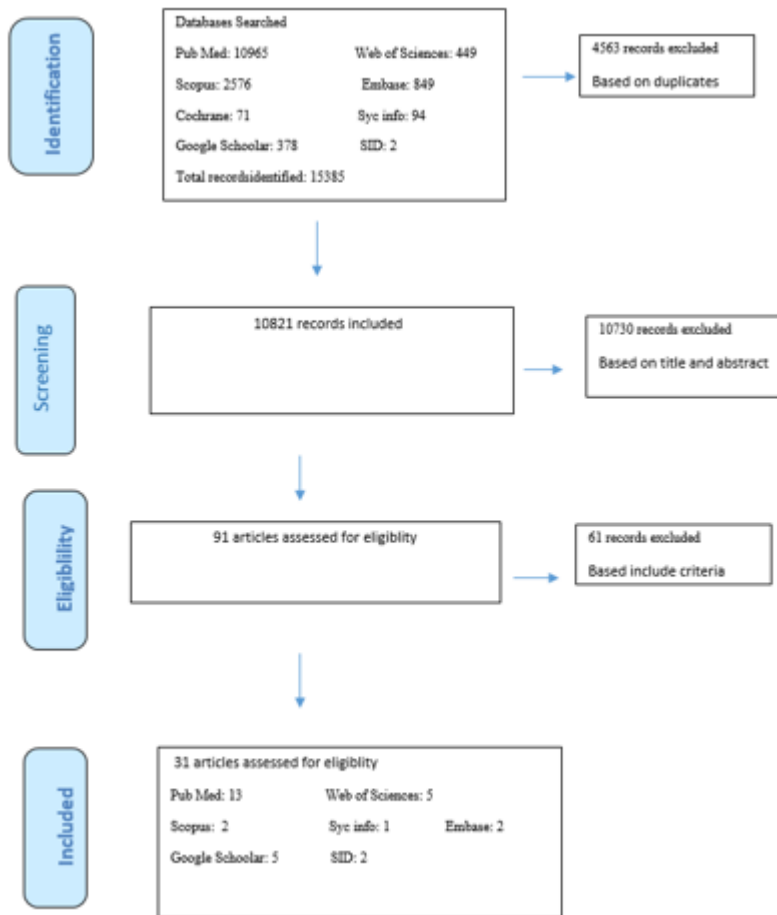 Identification
Databases Searched
Pub Med: 10965 Web of Sciences: 449
Scopus: 2576 Embase: 849
Cochrane: 71 Syc info: 94
Google Schoolar: 378 SID: 2
Total recordsidentified: 15385
4563 records excluded
Based on duplicates
Screening
10821 records included
10730 records excluded
Based on title and abstract
Eligiblility
91 articles assessed for eligiblity
61 records excluded
Based include criteria
Included
31 articles assessed for eligiblity
Pub Med: 13 Web of Sciences: 5
Scopus: 2 Syc info: 1 Embase: 2
Google Schoolar: 5 SID: 2